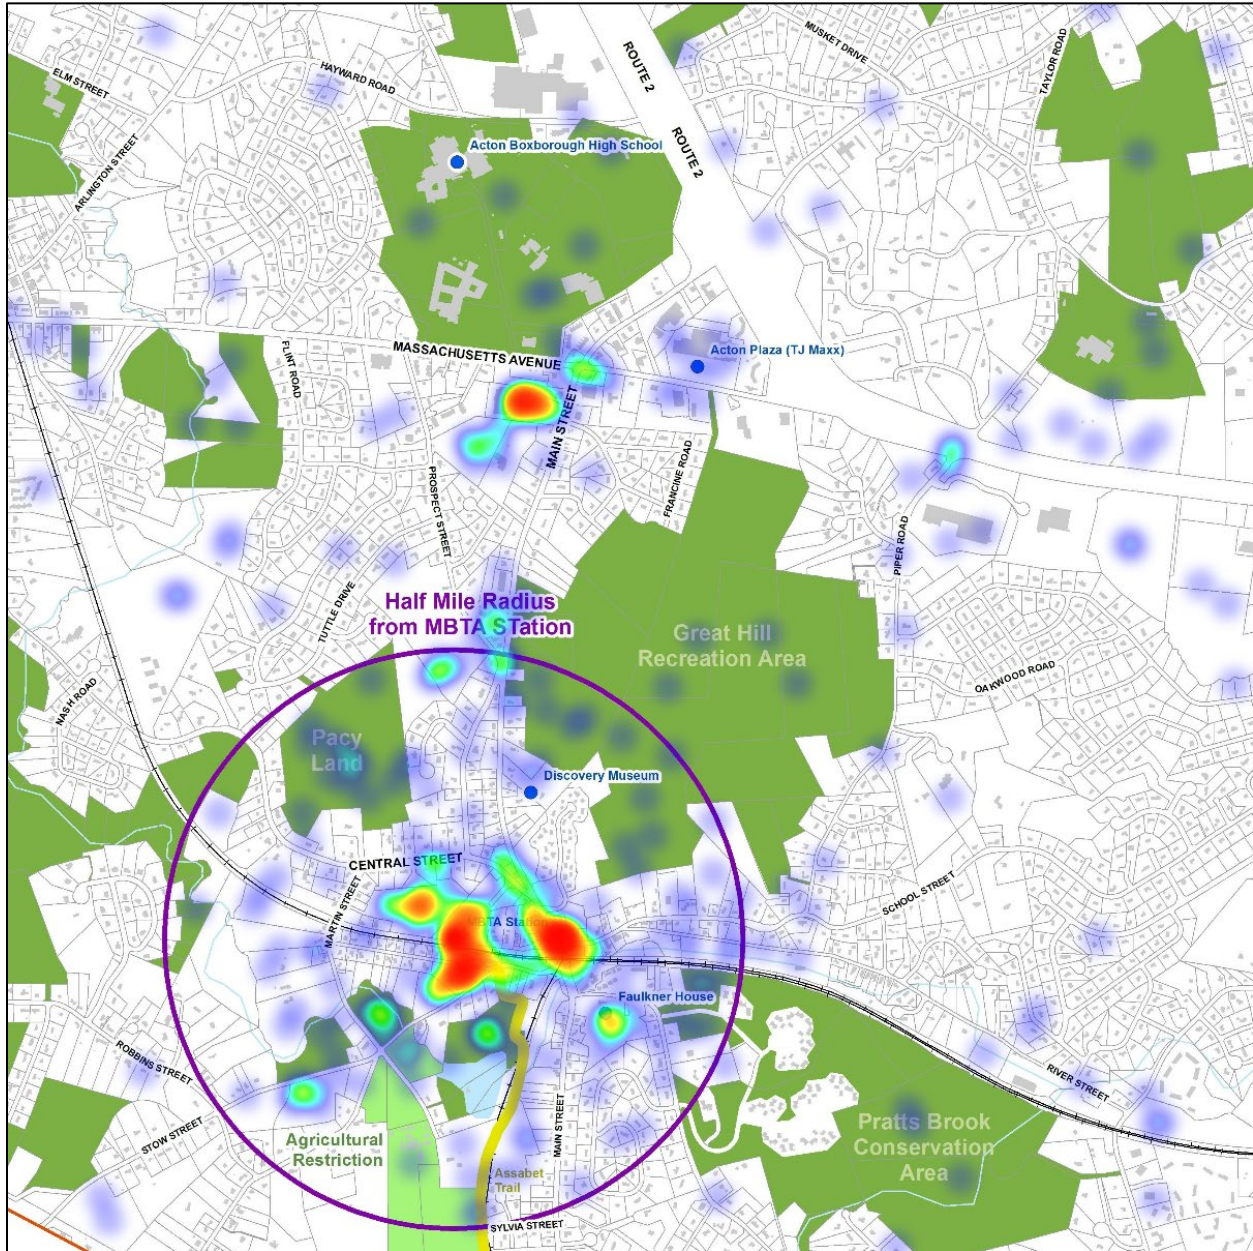 MUSKET DRIVE
ROUTE 2
TAYLOR ROAD
ELM STREET
HAYWARD ROAD
Acton Boxborough High School
ROUTE 2
ARLINGTON STREET
MASSACHUSETTS AVENUE
Acton Plaza (TJ Maxx)
FLINT ROAD
MAIN STREET
FRANCINE ROAD
PROSPECT STREET
PIPER ROAD
TUTTLE DRIVE
Half Mile Radius
from MBTA STation
Great Hill
Recreation Area
OAKWOOD ROAD
NASH ROAD
Pacy
Land
Discovery Museum
CENTRAL STREET
SCHOOL STREET
MARTIN STREET
MBTA Station
Faulkner House
ROBBINS STREET
RIVER STREET
STOW STREET
MAIN STREET
Agricultural
Restriction
Pratts Brook
Conservation
Area
Assabet
Trail
SYLVIA STREET